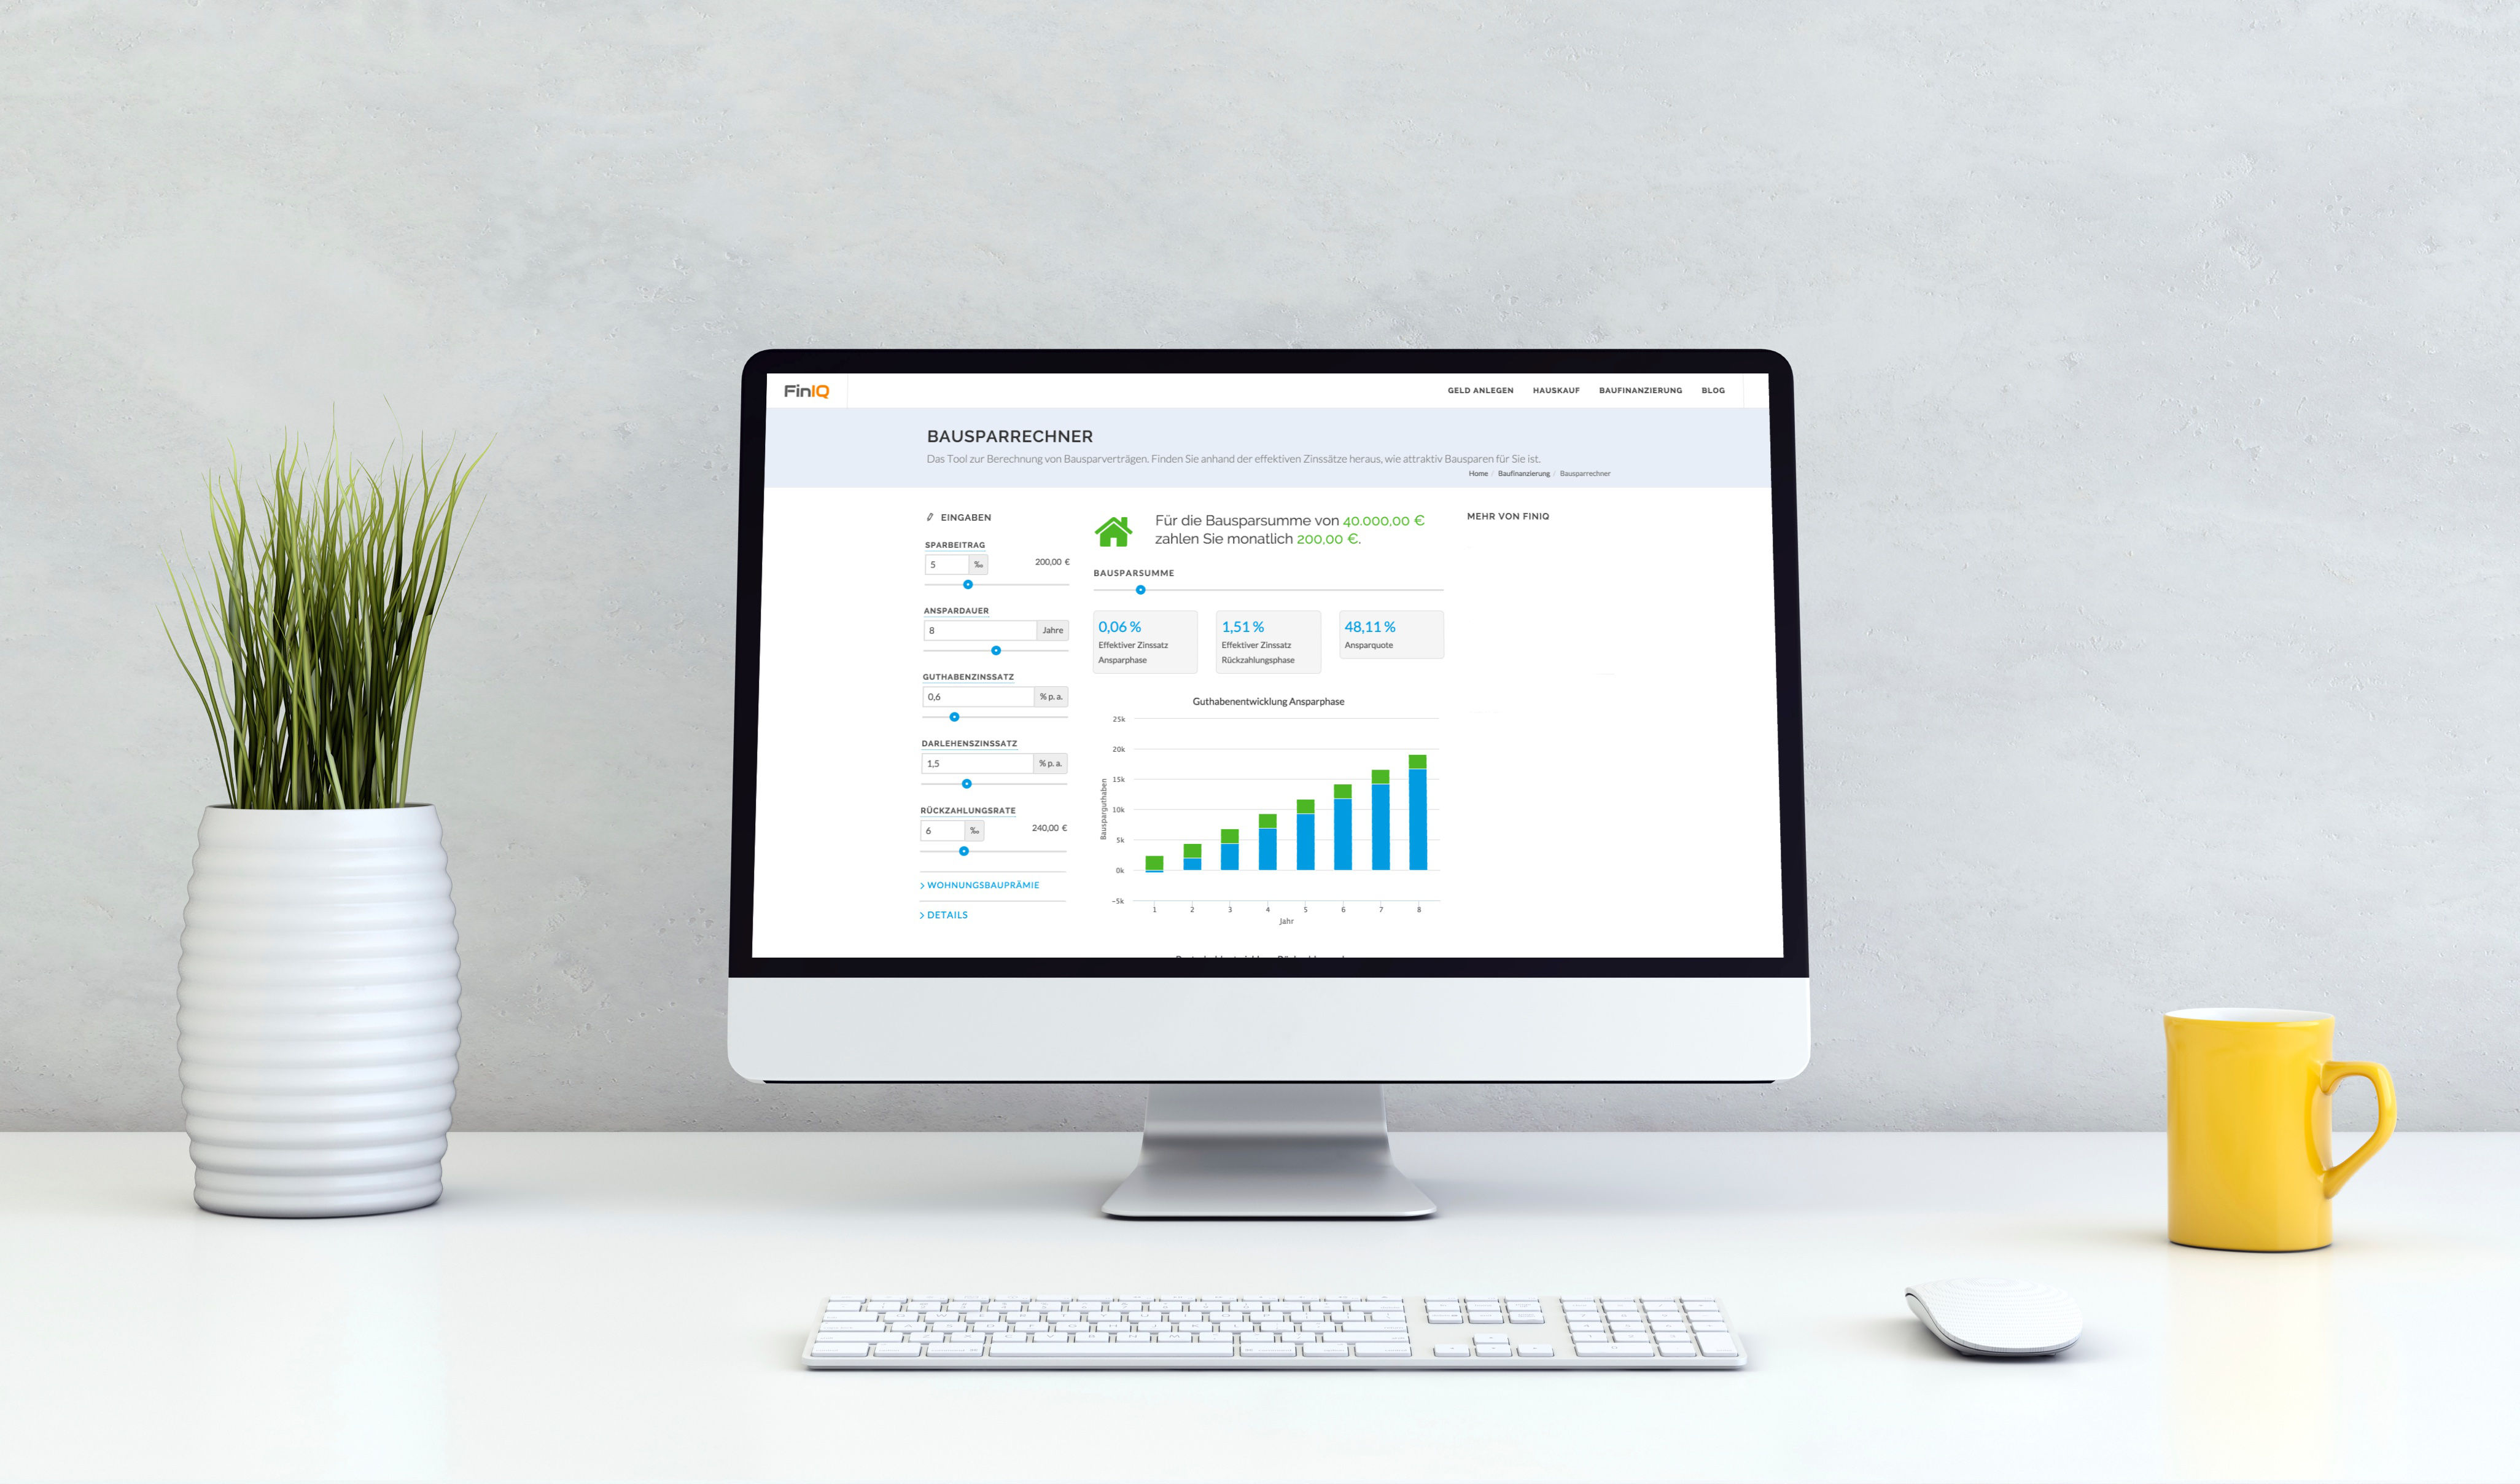 FinIQ
GELD ANLEGEN HAUSKAUF BAUFINANZIERUNG BLOG
BAUSPARRECHNER
Das Tool zur Berechnung von Bausparverträgen. Finden Sie anhand der effektiven Zinssätze heraus, wie attraktiv Bausparen für Sie ist.
Home / Baufinanzierung / Bausparrechner
EINGABEN
SPARBEITRAG
5 ‰ 200,00 €
ANSPARDAUER
8 Jahre
GUTHABENZINSSATZ
0,6 % p. a.
DARLEHENSZINSSATZ
1,5 % p. a.
RÜCKZAHLUNGSRATE
6 ‰ 240,00 €
> WOHNUNGSBAUPRÄMIE
> DETAILS
Für die Bausparsumme von 40.000,00 €
zahlen Sie monatlich 200,00 €.
BAUSPARSUMME
0,06 %
Effektiver Zinssatz
Ansparphase
1,51 %
Effektiver Zinssatz
Rückzahlungsphase
48,11 %
Ansparquote
Guthabenentwicklung Ansparphase
Bausparguthaben
25k
20k
15k
10k
5k
0k
-5k
1 2 3 4 5 6 7 8
Jahr
MEHR VON FINIQ